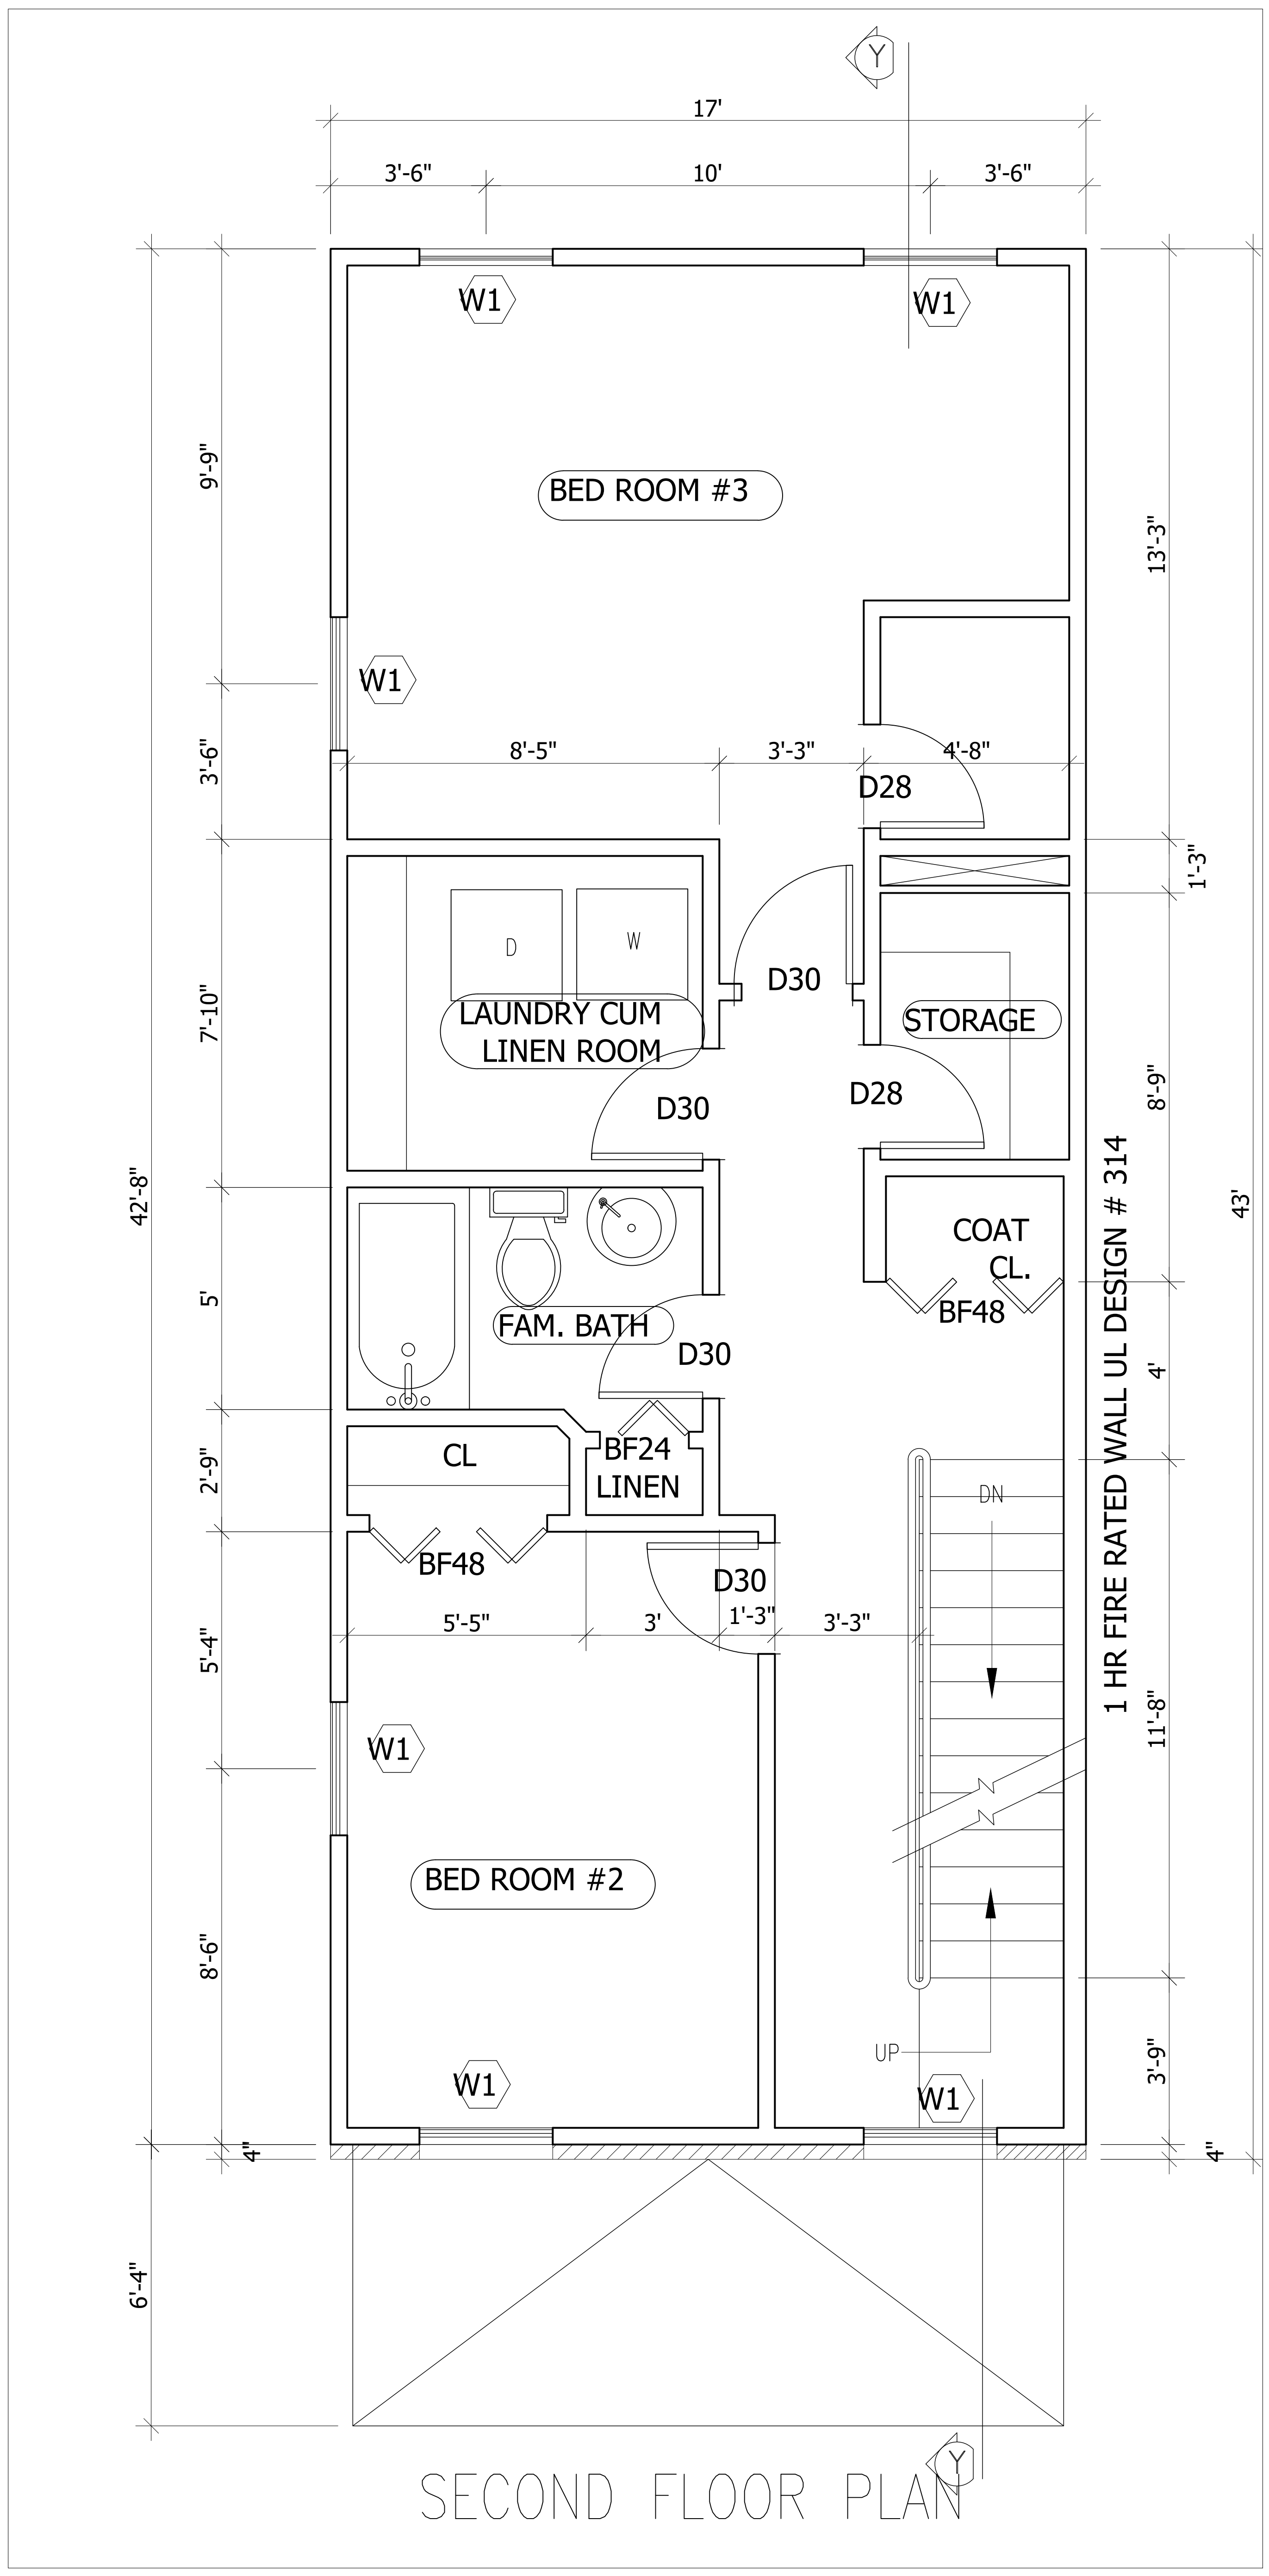 Y
17'
3'-6" 10' 3'-6"
W1 W1
9'-9"
BED ROOM #3
13'-3"
W1
3'-6"
8'-5" 3'-3" 4'-8"
D28
1'-3"
D W
D30
7'-10"
LAUNDRY CUM
LINEN ROOM
STORAGE
D30
D28
8'-9"
42'-8"
43'
1 HR FIRE RATED WALL UL DESIGN # 314
COAT
CL.
BF48
5'
FAM. BATH
D30
4'
CL
BF24
LINEN
2'-9"
DN
BF48
D30
5'-5" 3' 1'-3" 3'-3"
5'-4"
11'-8"
W1
BED ROOM #2
8'-6"
UP
3'-9"
W1 W1
4" 4"
6'-4"
Y
SECOND FLOOR PLAN